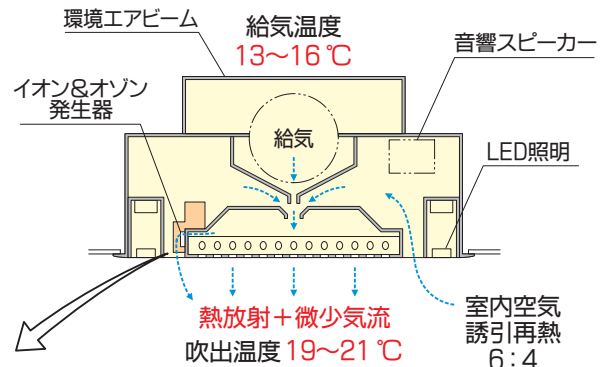 環境エアビーム
給気温度
13〜16℃
音響スピーカー
イオン&オゾン
発生器
給気
LED照明
熱放射+微少気流
吹出温度 19〜21℃
室内空気
誘引再熱
6:4